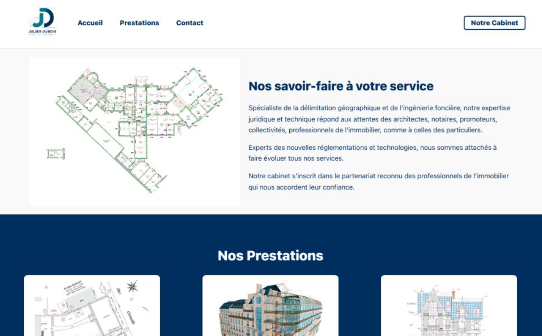 JULIEN DUBOIS
Accueil
Prestations
Contact
Notre Cabinet
Nos savoir-faire à votre service
Spécialiste de la délimitation géographique et de l'ingénierie foncière, notre expertise
juridique et technique répond aux attentes des architectes, notaires, promoteurs,
collectivités, professionnels de l'immobilier, comme à celles des particuliers.
Experts des nouvelles réglementations et technologies, nous sommes attachés à
faire évoluer tous nos services.
Notre cabinet s'inscrit dans le partenariat reconnu des professionnels de l'immobilier
qui nous accordent leur confiance.
Nos Prestations